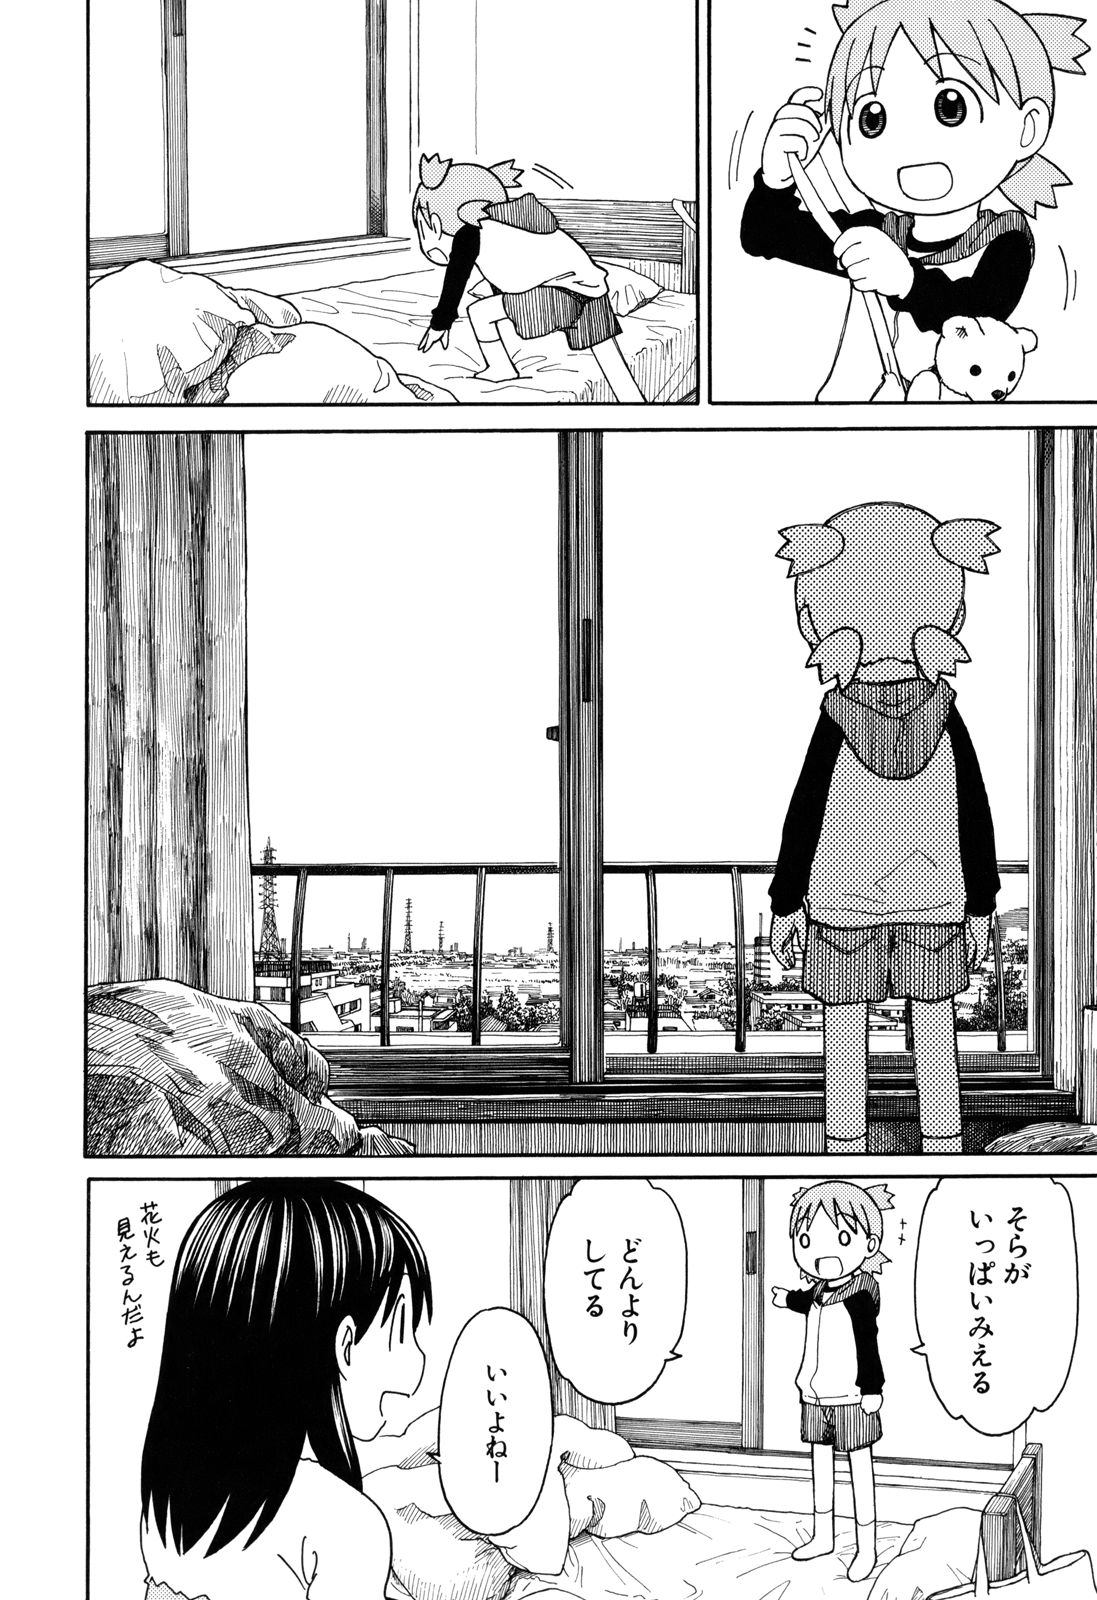 そらが
いっぱいみえる
どんより
してる
いいよねー
花火も
見えるんだよ